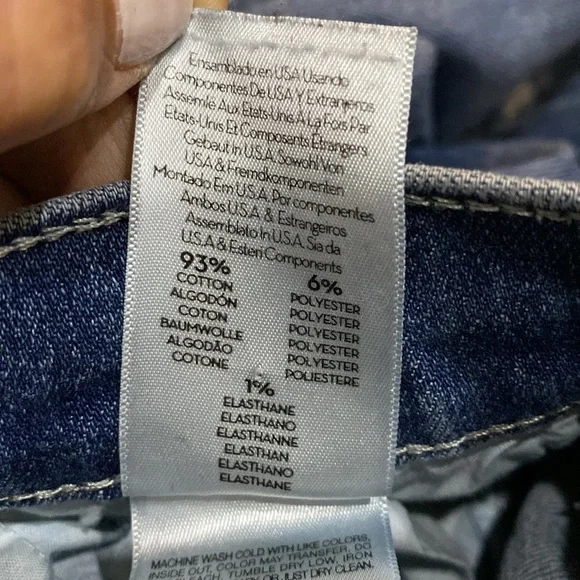 Ensamblado en USA Usando
Componentes De USA Y Extranjeros
Assemle Aux Etats-Unis A La Fois Par
Etats-Unis Et Componsants Etrangers
Gebaut in U.S.A. Sowohl Von
USA & Fremdkomponenten
Montado Em U.S.A. Por componentes
Ambos U.S.A & Estrangeiros
Assemblato In U.S.A. Sia da
U.S.A & Esteri Components
93%
COTTON
ALGODÓN
COTON
BAUMWOLLE
ALGODÃO
COTONE
6%
POLYESTER
POLYESTER
POLYESTER
POLYESTER
POLYESTER
POLIESTERE
1%
ELASTHANE
ELASTHANO
ELASTHANNE
ELASTHAN
ELASTHANO
ELASTHANE
MACHINE WASH COLD WITH LIKE COLORS,
INSIDE OUT. COLOR MAY TRANSFER. DO
TUMBLE DRY LOW, IRON
OR JUST DRY CLEAN.